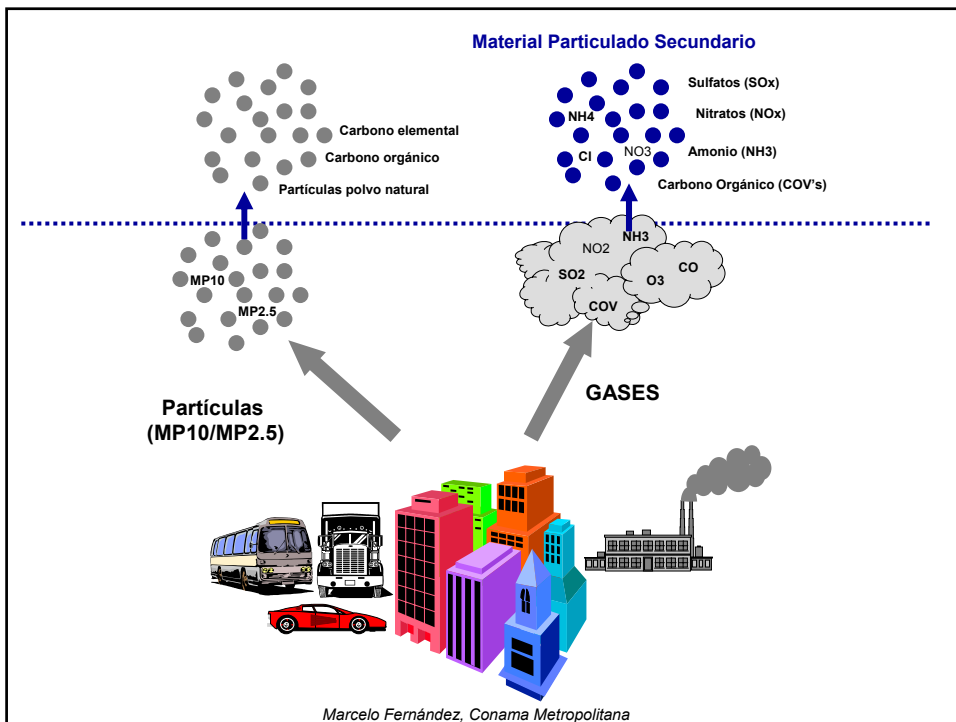 Material Particulado Secundario
Sulfatos (SOx)
NH4
Nitratos (NOx)
Carbono elemental
Cl
NO3
Amonio (NH3)
Carbono orgánico
Partículas polvo natural
Carbono Orgánico (COV's)
NH3
NO2
MP10
SO2
O3
CO
MP2.5
COV
GASES
Partículas
(MP10/MP2.5)
Marcelo Fernández, Conama Metropolitana